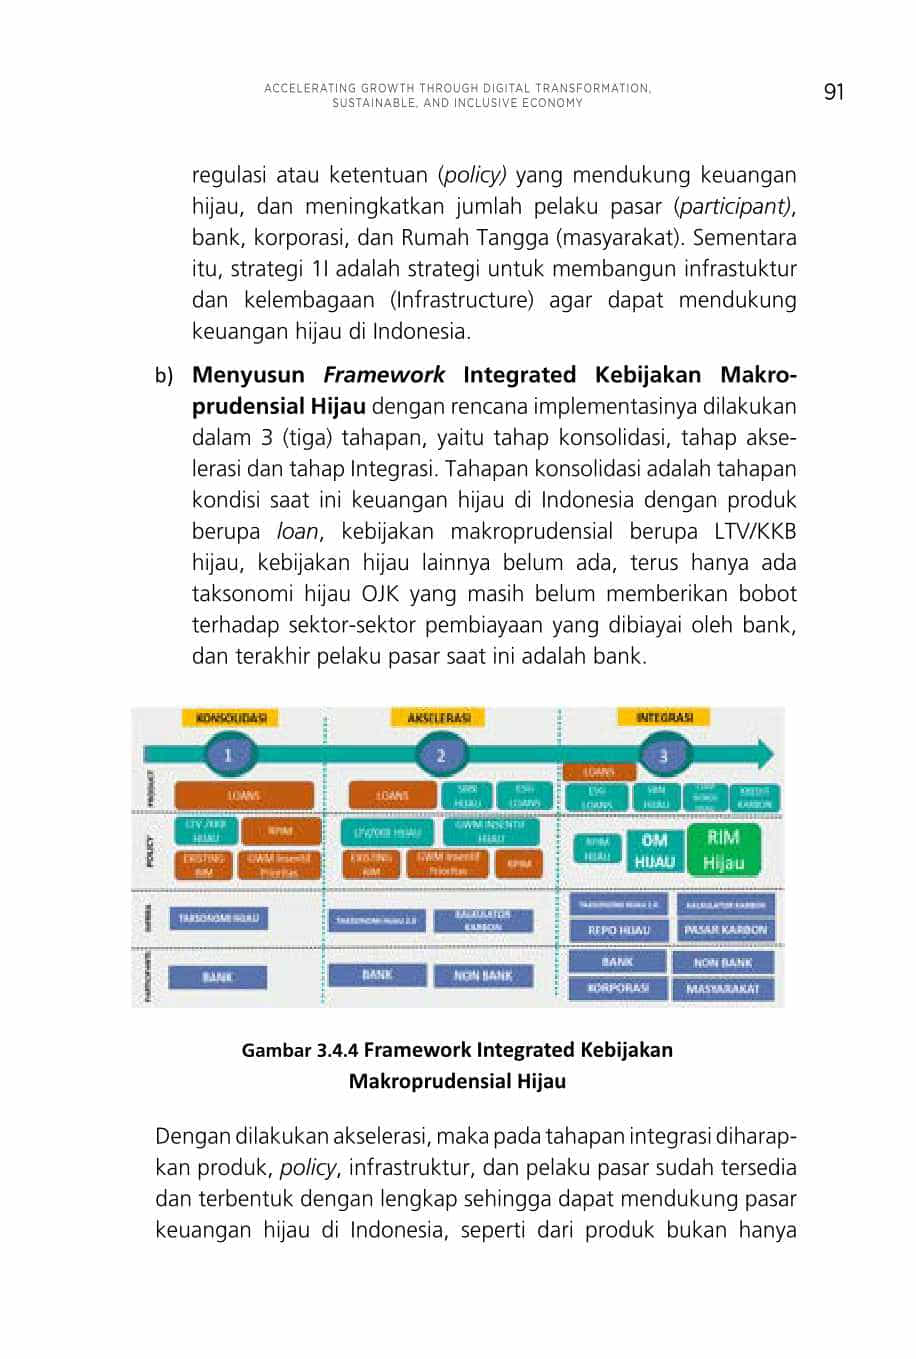 ACCELERATING GROWTH THROUGH DIGITAL TRANSFORMATION,
SUSTAINABLE, AND INCLUSIVE ECONOMY
91
regulasi atau ketentuan (policy) yang mendukung keuangan
hijau, dan meningkatkan jumlah pelaku pasar (participant),
bank, korporasi, dan Rumah Tangga (masyarakat). Sementara
itu, strategi 1I adalah strategi untuk membangun infrastuktur
dan kelembagaan (Infrastructure) agar dapat mendukung
keuangan hijau di Indonesia.
b) Menyusun Framework Integrated Kebijakan Makro-
prudensial Hijau dengan rencana implementasinya dilakukan
dalam 3 (tiga) tahapan, yaitu tahap konsolidasi, tahap akse-
lerasi dan tahap Integrasi. Tahapan konsolidasi adalah tahapan
kondisi saat ini keuangan hijau di Indonesia dengan produk
berupa loan, kebijakan makroprudensial berupa LTV/KKB
hijau, kebijakan hijau lainnya belum ada, terus hanya ada
taksonomi hijau OJK yang masih belum memberikan bobot
terhadap sektor-sektor pembiayaan yang dibiayai oleh bank,
dan terakhir pelaku pasar saat ini adalah bank.
KONSOLIDASI AKSELERASI INTEGRASI
1 2 3
PRODUCT
LOANS
LOANS
SBN HIJAU
ESG LOANS
LOANS
ESG LOANS
SBN HIJAU
KREDIT KARBON
POLICY
LTV /KKB HIJAU
RPIM
EXISTING RIM
GWM Insentif Prioritas
LTV/KKB HIJAU
GWM INSENTIF HIJAU
EXISTING RIM
GWM Insentif Prioritas
RPIM
RPIM HIJAU
OM HIJAU
RIM Hijau
TAKSONOMI HIJAU
TAKSONOMI HIJAU 2.0
KALKULATOR KARBON
TAKSONOMI HIJAU 2.0
KALKULATOR KARBON
REPO HIJAU
PASAR KARBON
PARTICIPANTS
BANK
BANK
NON BANK
BANK
NON BANK
KORPORASI
MASYARAKAT
Gambar 3.4.4 Framework Integrated Kebijakan
Makroprudensial Hijau
Dengan dilakukan akselerasi, maka pada tahapan integrasi diharap-
kan produk, policy, infrastruktur, dan pelaku pasar sudah tersedia
dan terbentuk dengan lengkap sehingga dapat mendukung pasar
keuangan hijau di Indonesia, seperti dari produk bukan hanya